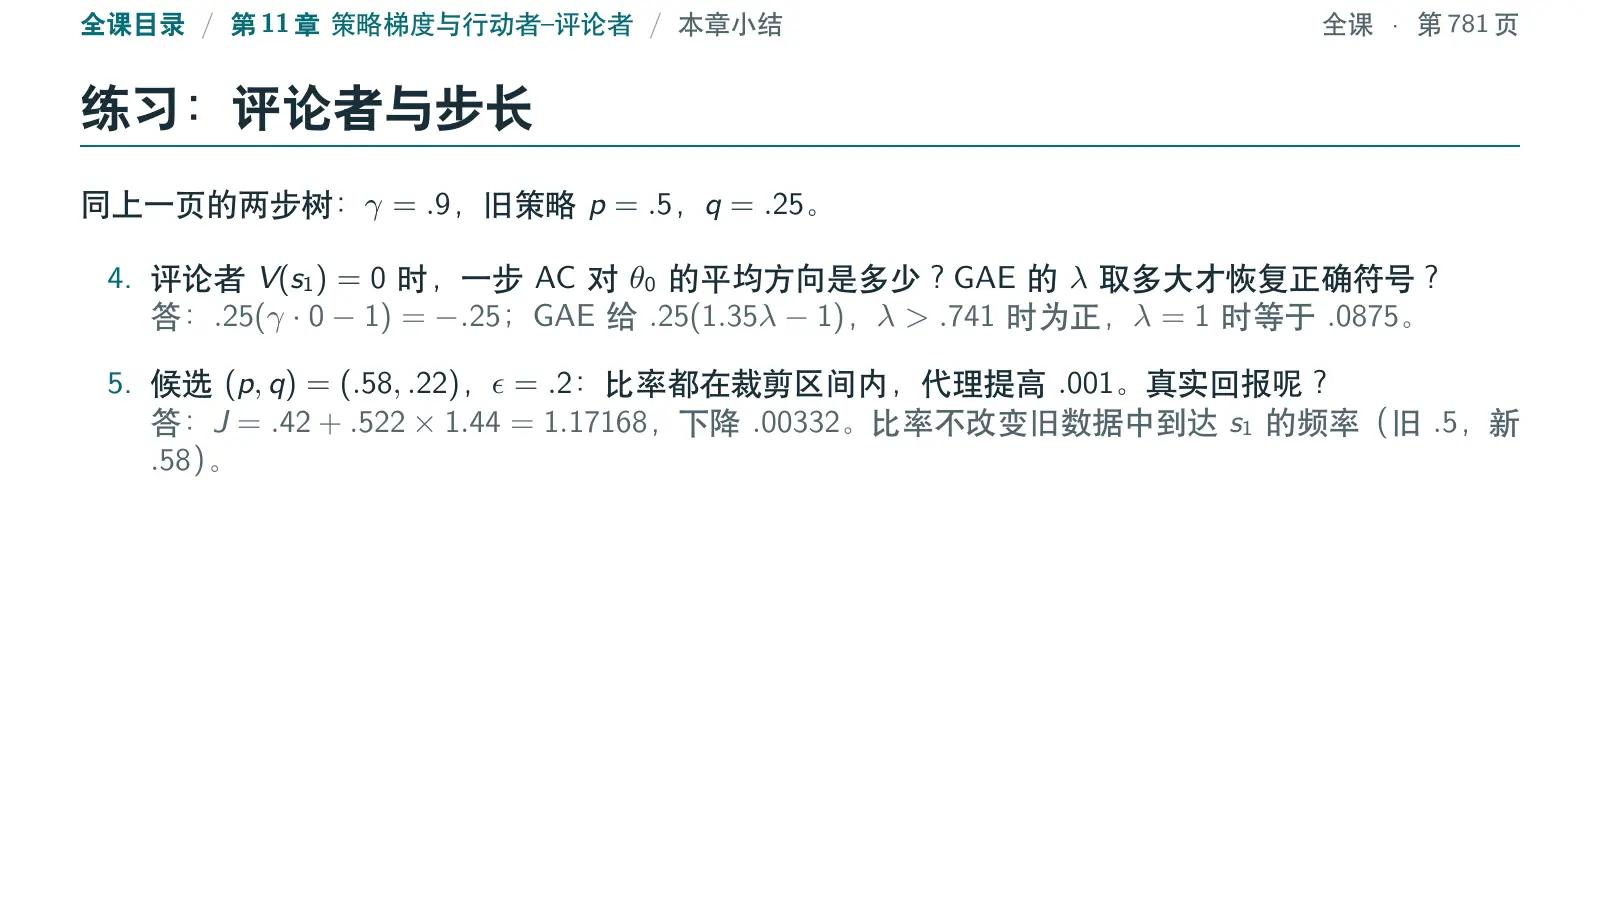 全课目录 / 第 11 章 策略梯度与行动者–评论者 / 本章小结
全课 · 第 781 页
练习：评论者与步长
同上一页的两步树：γ = .9，旧策略 p = .5，q = .25。
4. 评论者 V(s₁) = 0 时，一步 AC 对 θ₀ 的平均方向是多少？GAE 的 λ 取多大才恢复正确符号？
答：.25(γ · 0 − 1) = −.25；GAE 给 .25(1.35λ − 1)，λ > .741 时为正，λ = 1 时等于 .0875。
5. 候选 (p, q) = (.58, .22)，ϵ = .2：比率都在裁剪区间内，代理提高 .001。真实回报呢？
答：J = .42 + .522 × 1.44 = 1.17168，下降 .00332。比率不改变旧数据中到达 s₁ 的频率（旧 .5，新
.58）。